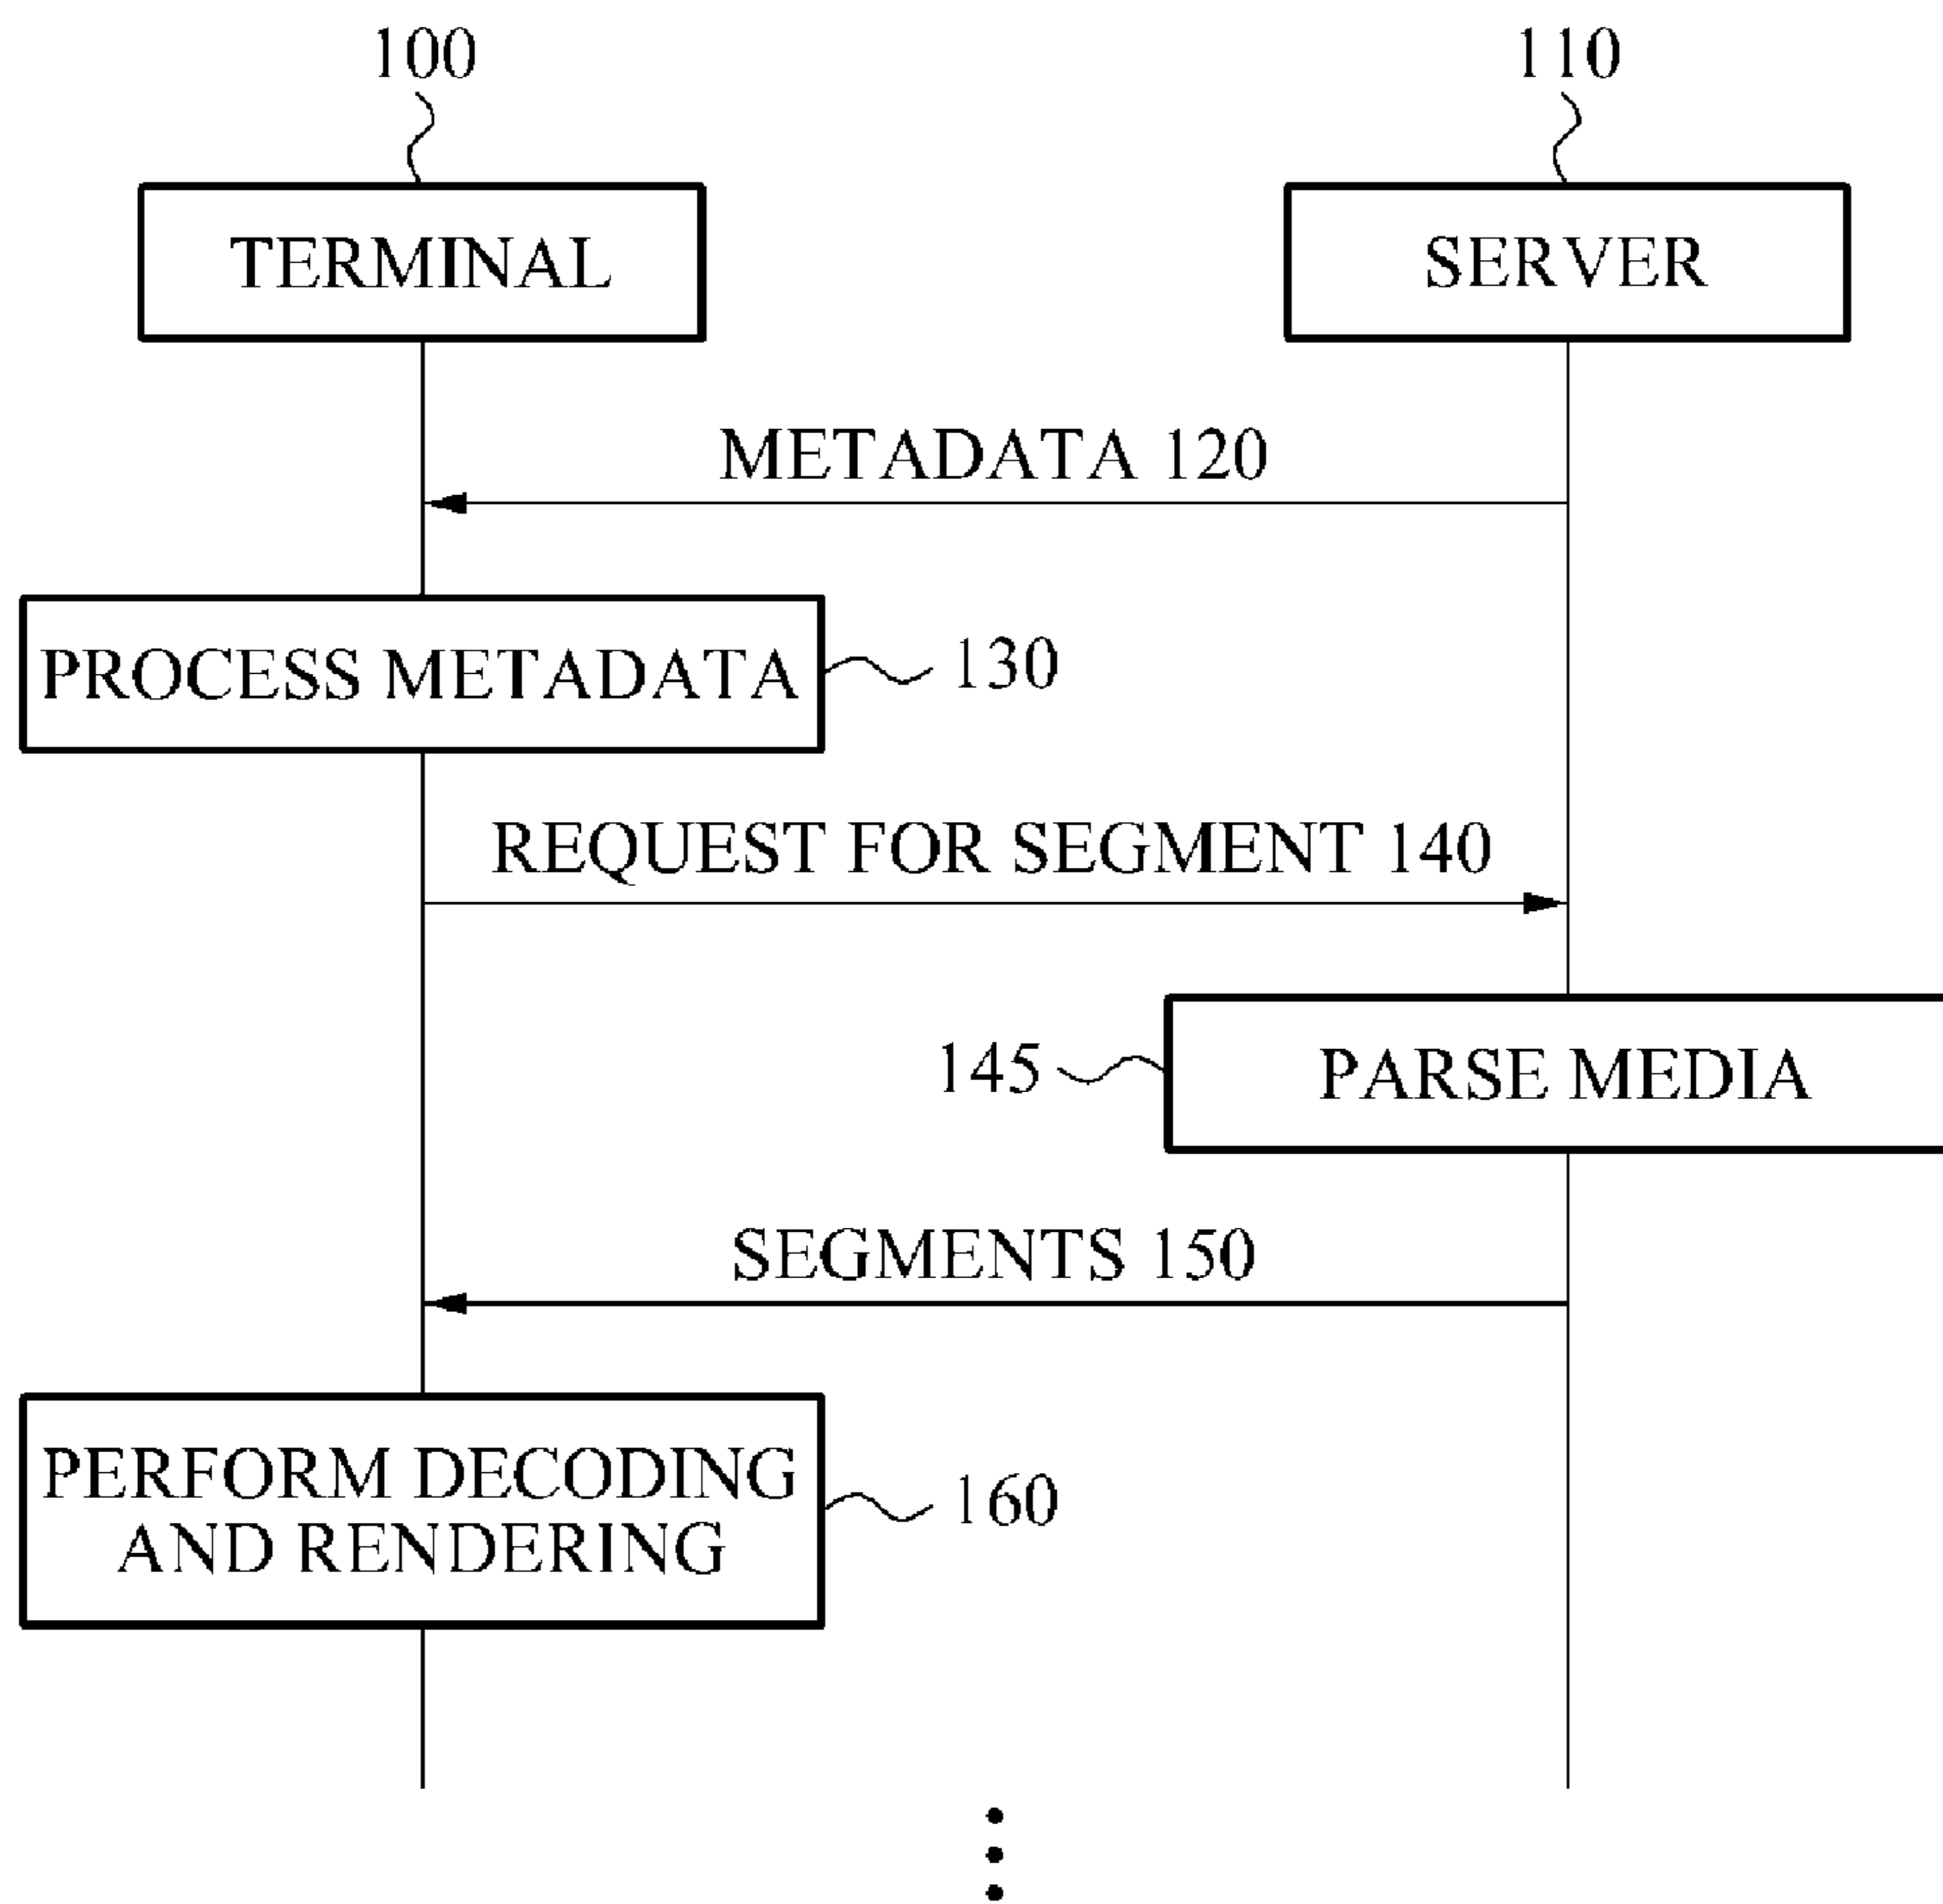 100
110
TERMINAL
SERVER
METADATA 120
PROCESS METADATA
130
REQUEST FOR SEGMENT 140
145
PARSE MEDIA
SEGMENTS 150
PERFORM DECODING
AND RENDERING
160